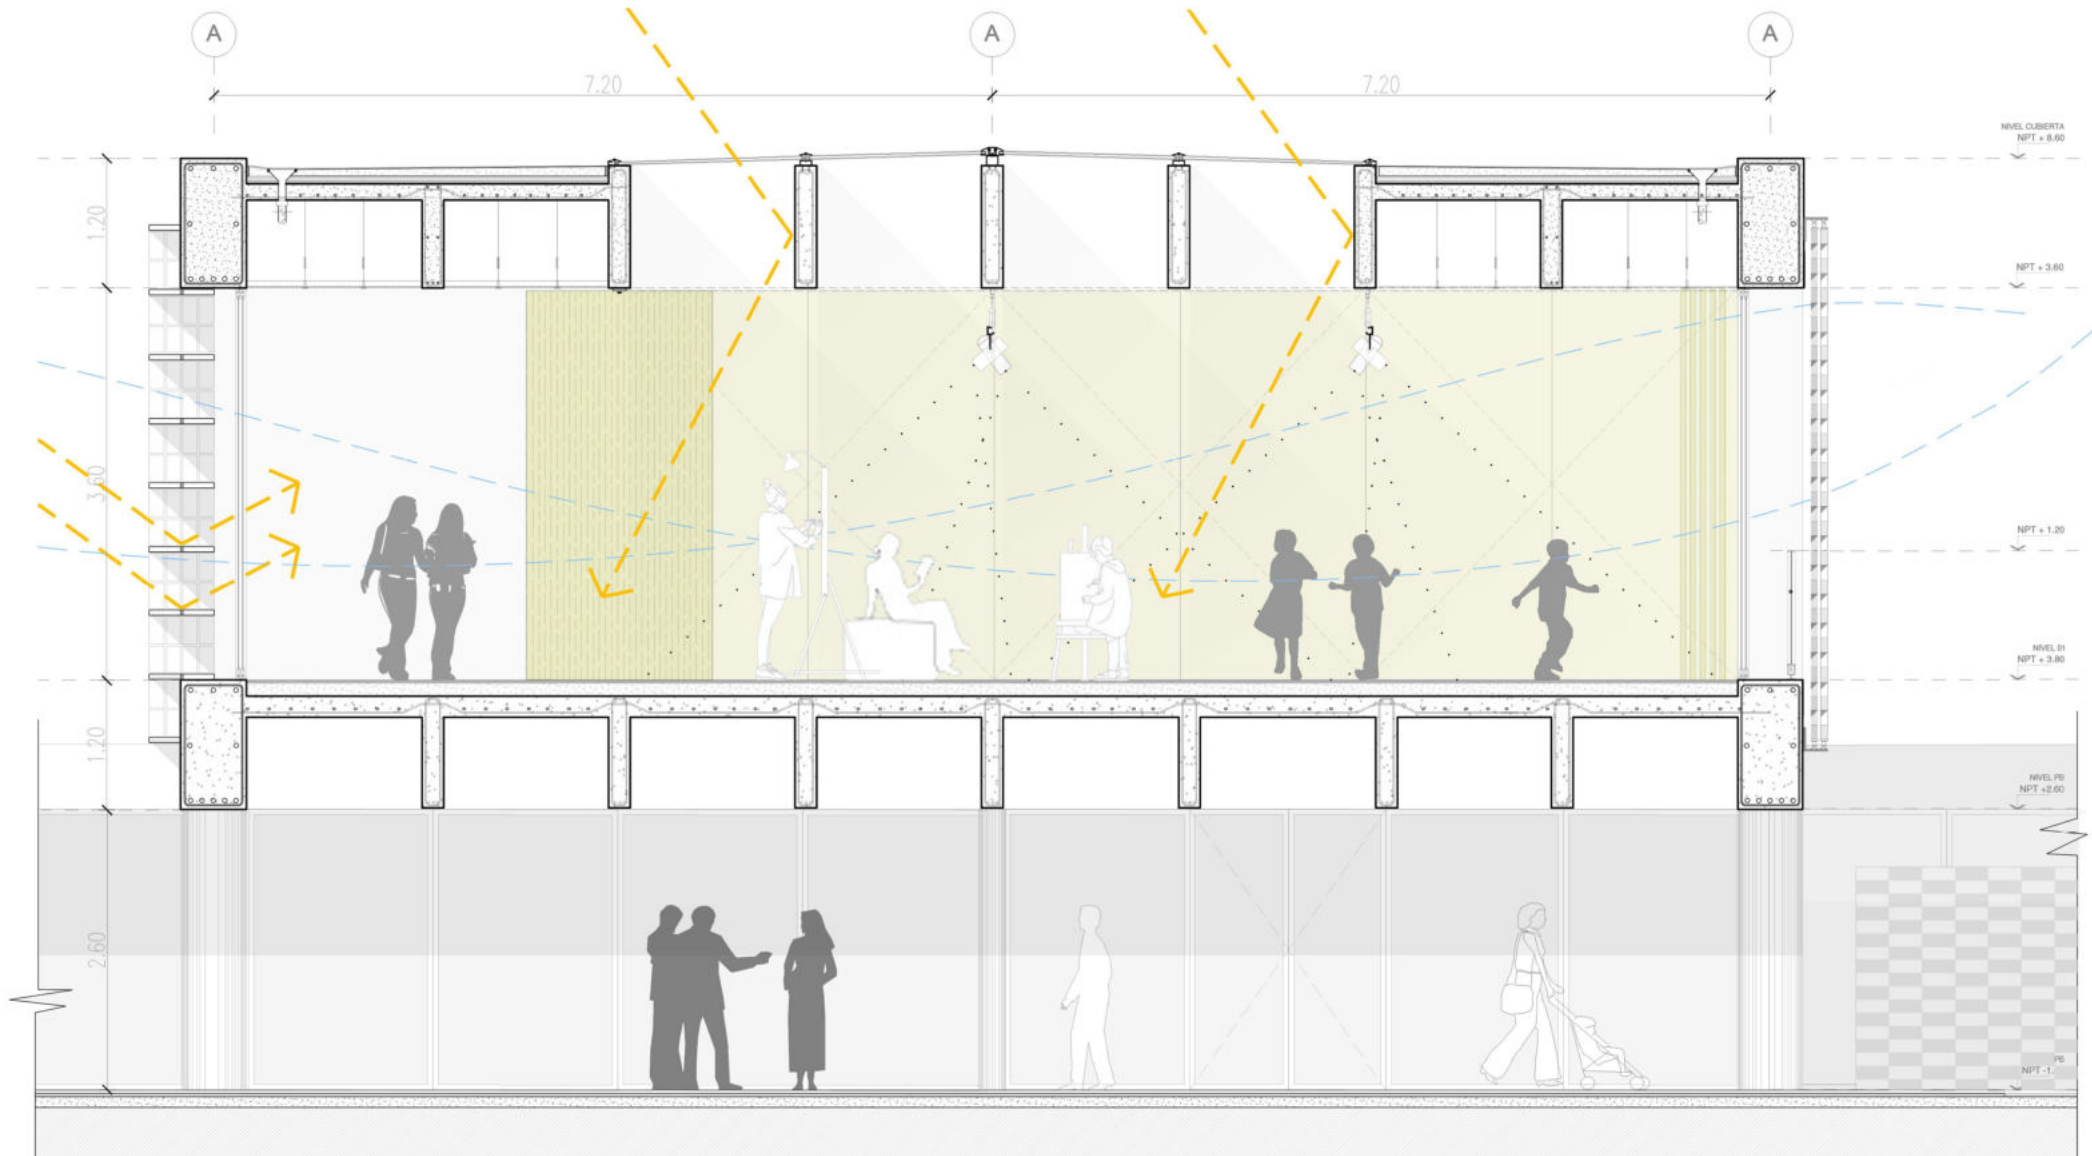 A
A
A
7.20
7.20
NIVEL CUBIERTA
NPT + 8.60
1.20
NPT + 3.60
3.60
NPT + 1.20
NIVEL 01
NPT + 3.80
1.20
NIVEL PB
NPT +2.60
2.60
PB
NPT -1.